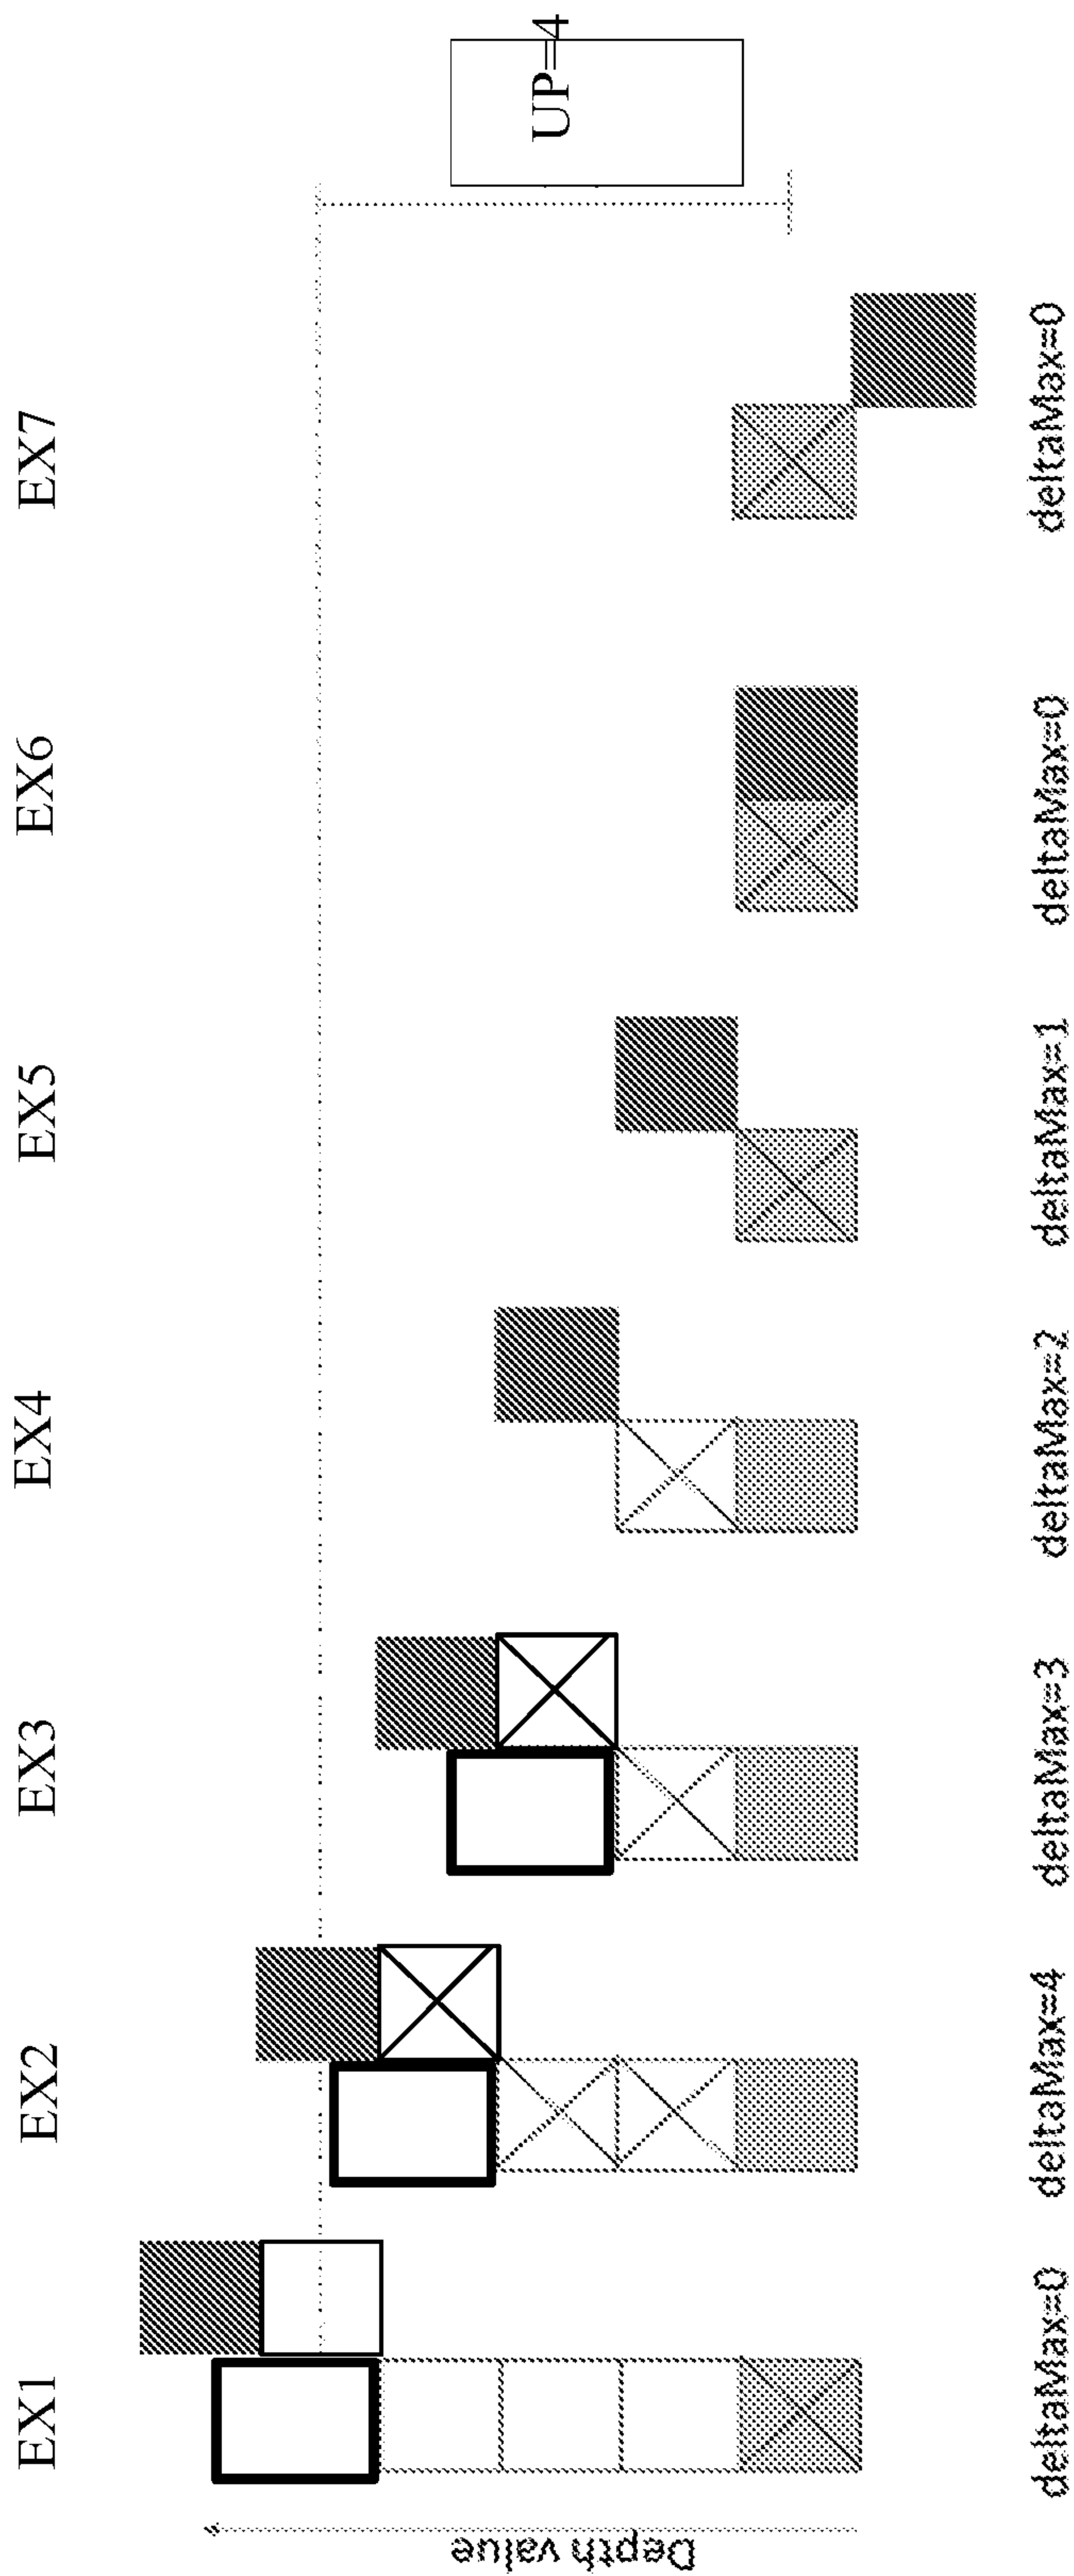 EX1
EX2
EX3
EX4
EX5
EX6
EX7
UP=4
Depth value
deltaMax=0
deltaMax=4
deltaMax=3
deltaMax=2
deltaMax=1
deltaMax=0
deltaMax=0